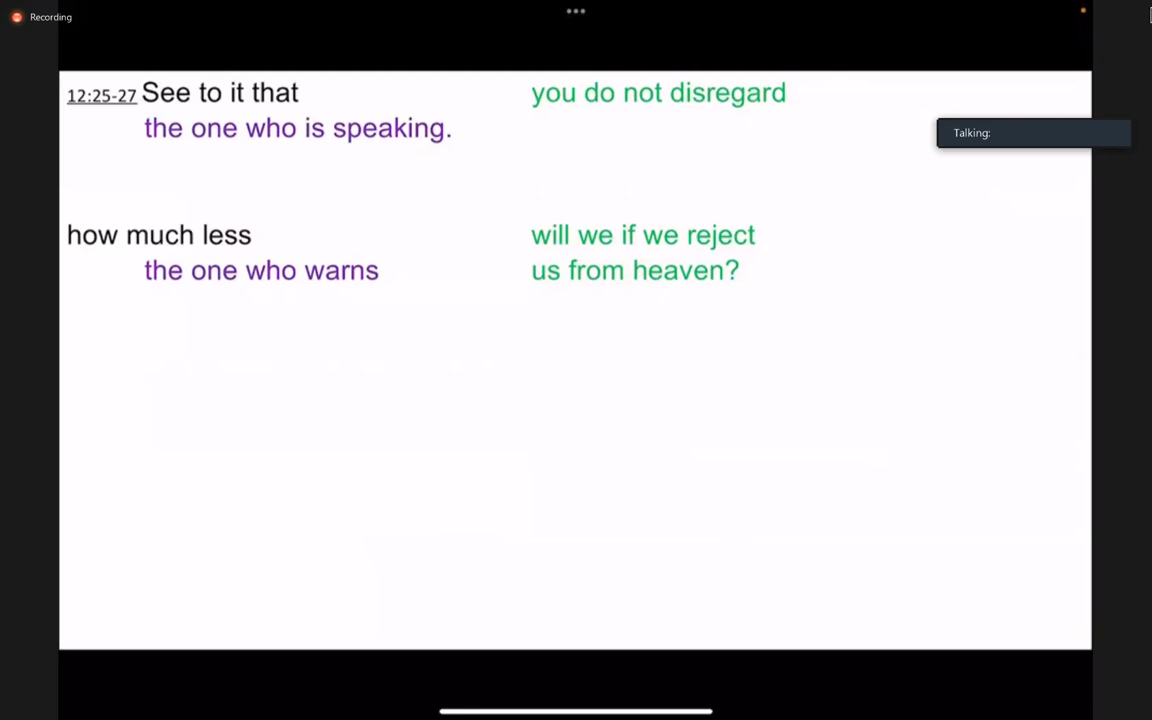 Recording
12:25-27 See to it that you do not disregard
the one who is speaking.
Talking:
how much less will we if we reject
the one who warns us from heaven?